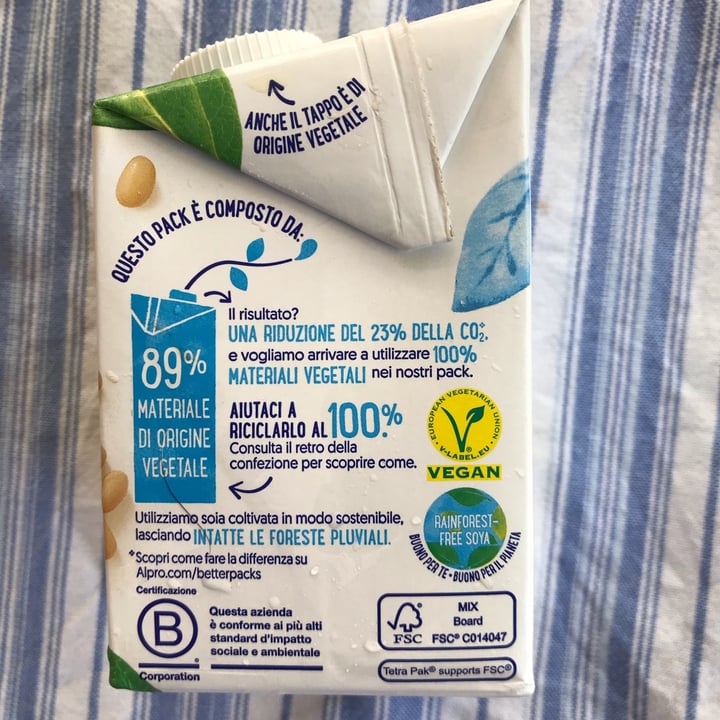 ANCHE IL TAPPO È DI
ORIGINE VEGETALE
QUESTO PACK È COMPOSTO DA:
89%
MATERIALE
DI ORIGINE
VEGETALE
Il risultato?
UNA RIDUZIONE DEL 23% DELLA CO₂*.
e vogliamo arrivare a utilizzare 100%
MATERIALI VEGETALI nei nostri pack.
AIUTACI A
RICICLARLO AL 100%.
Consulta il retro della
confezione per scoprire come.
EUROPEAN VEGETARIAN UNION
V-LABEL.EU
VEGAN
Utilizziamo soia coltivata in modo sostenibile,
lasciando INTATTE LE FORESTE PLUVIALI.
RAINFOREST-
FREE SOYA
BUONO PER TE • BUONO PER IL PIANETA
*Scopri come fare la differenza su
Alpro.com/betterpacks
Certificazione
B
Corporation
Questa azienda
è conforme ai più alti
standard d'impatto
sociale e ambientale
FSC
MIX
Board
FSC® C014047
Tetra Pak® supports FSC®